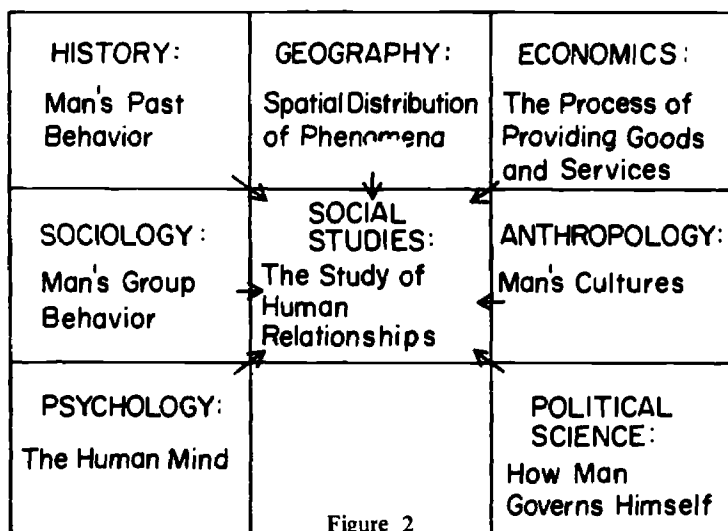 HISTORY:
Man's Past
Behavior
GEOGRAPHY:
Spatial Distribution
of Phenomena
ECONOMICS:
The Process of
Providing Goods
and Services
SOCIOLOGY:
Man's Group
Behavior
SOCIAL
STUDIES:
The Study of
Human
Relationships
ANTHROPOLOGY:
Man's Cultures
PSYCHOLOGY:
The Human Mind
POLITICAL
SCIENCE:
How Man
Governs Himself
Figure 2